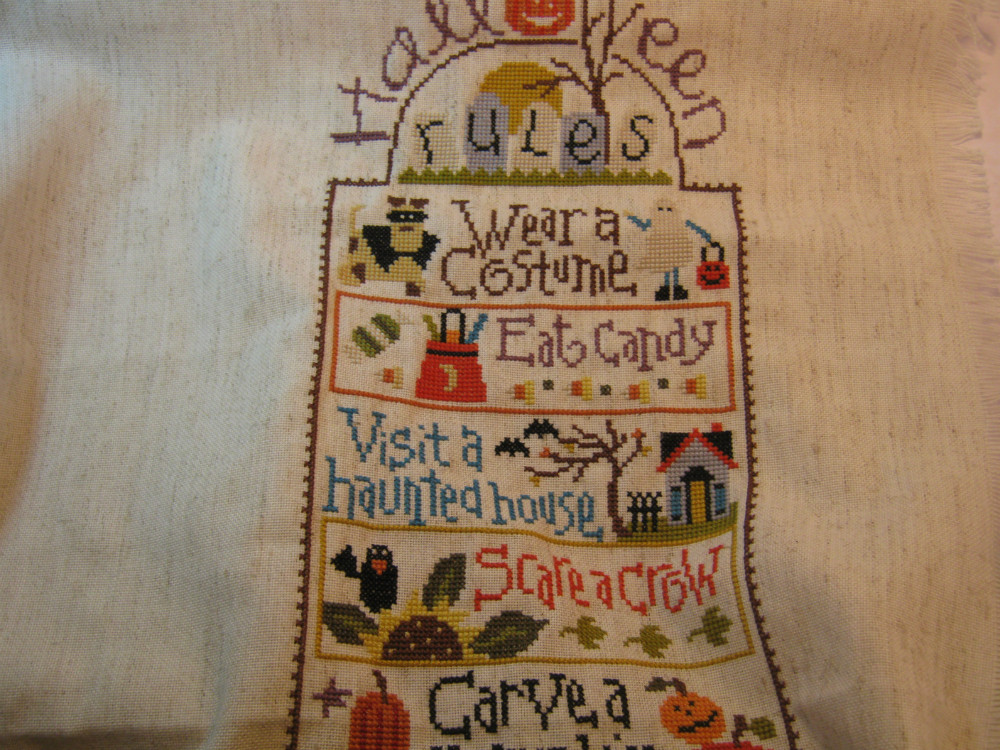 Halloween
rules
Wear a
Costume
Eat Candy
Visit a
haunted house
Scare a Crow
Carve a